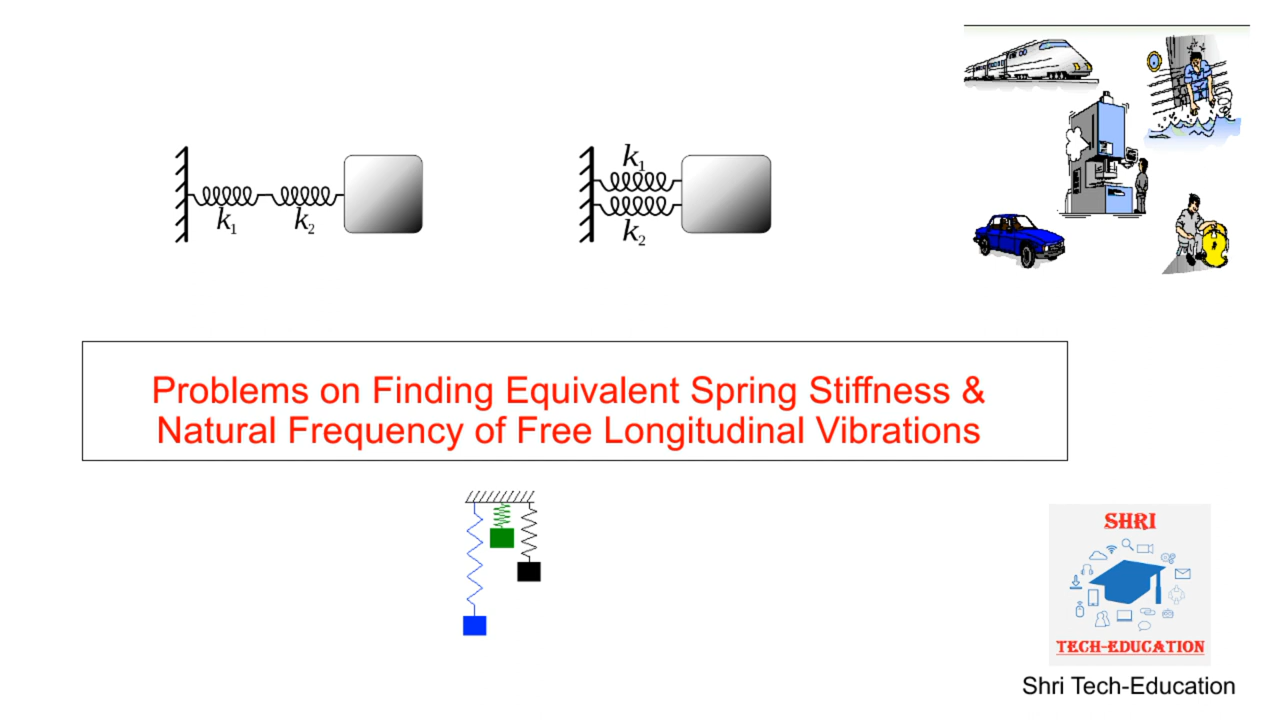 k1
k2
k1
k2
Problems on Finding Equivalent Spring Stiffness &
Natural Frequency of Free Longitudinal Vibrations
SHRI
TECH-EDUCATION
Shri Tech-Education